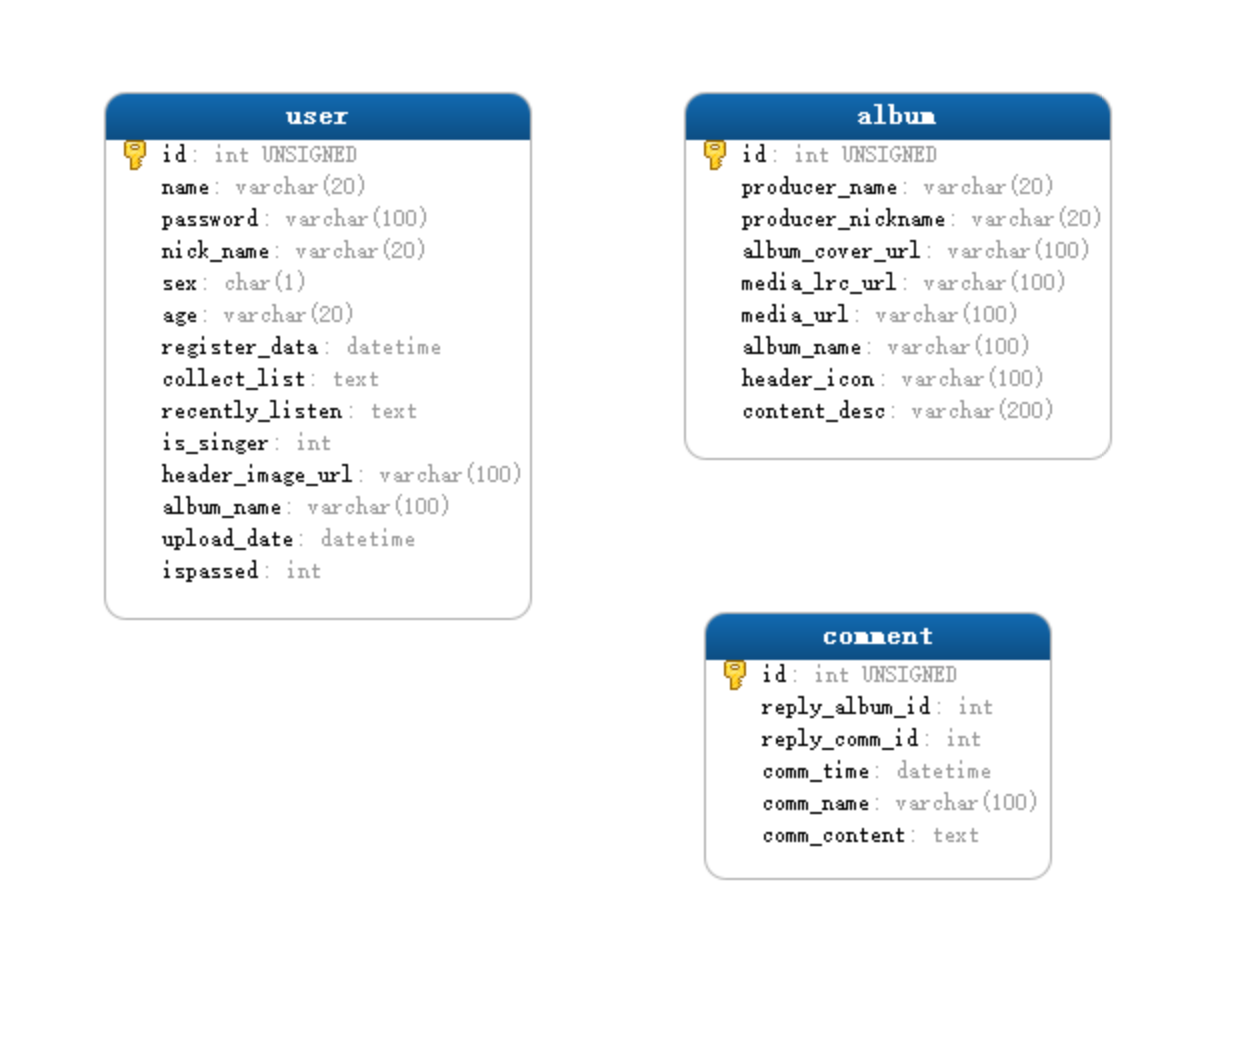 user
id: int UNSIGNED
name: varchar(20)
password: varchar(100)
nick_name: varchar(20)
sex: char(1)
age: varchar(20)
register_data: datetime
collect_list: text
recently_listen: text
is_singer: int
header_image_url: varchar(100)
album_name: varchar(100)
upload_date: datetime
ispassed: int
album
id: int UNSIGNED
producer_name: varchar(20)
producer_nickname: varchar(20)
album_cover_url: varchar(100)
media_lrc_url: varchar(100)
media_url: varchar(100)
album_name: varchar(100)
header_icon: varchar(100)
content_desc: varchar(200)
comment
id: int UNSIGNED
reply_album_id: int
reply_comm_id: int
comm_time: datetime
comm_name: varchar(100)
comm_content: text